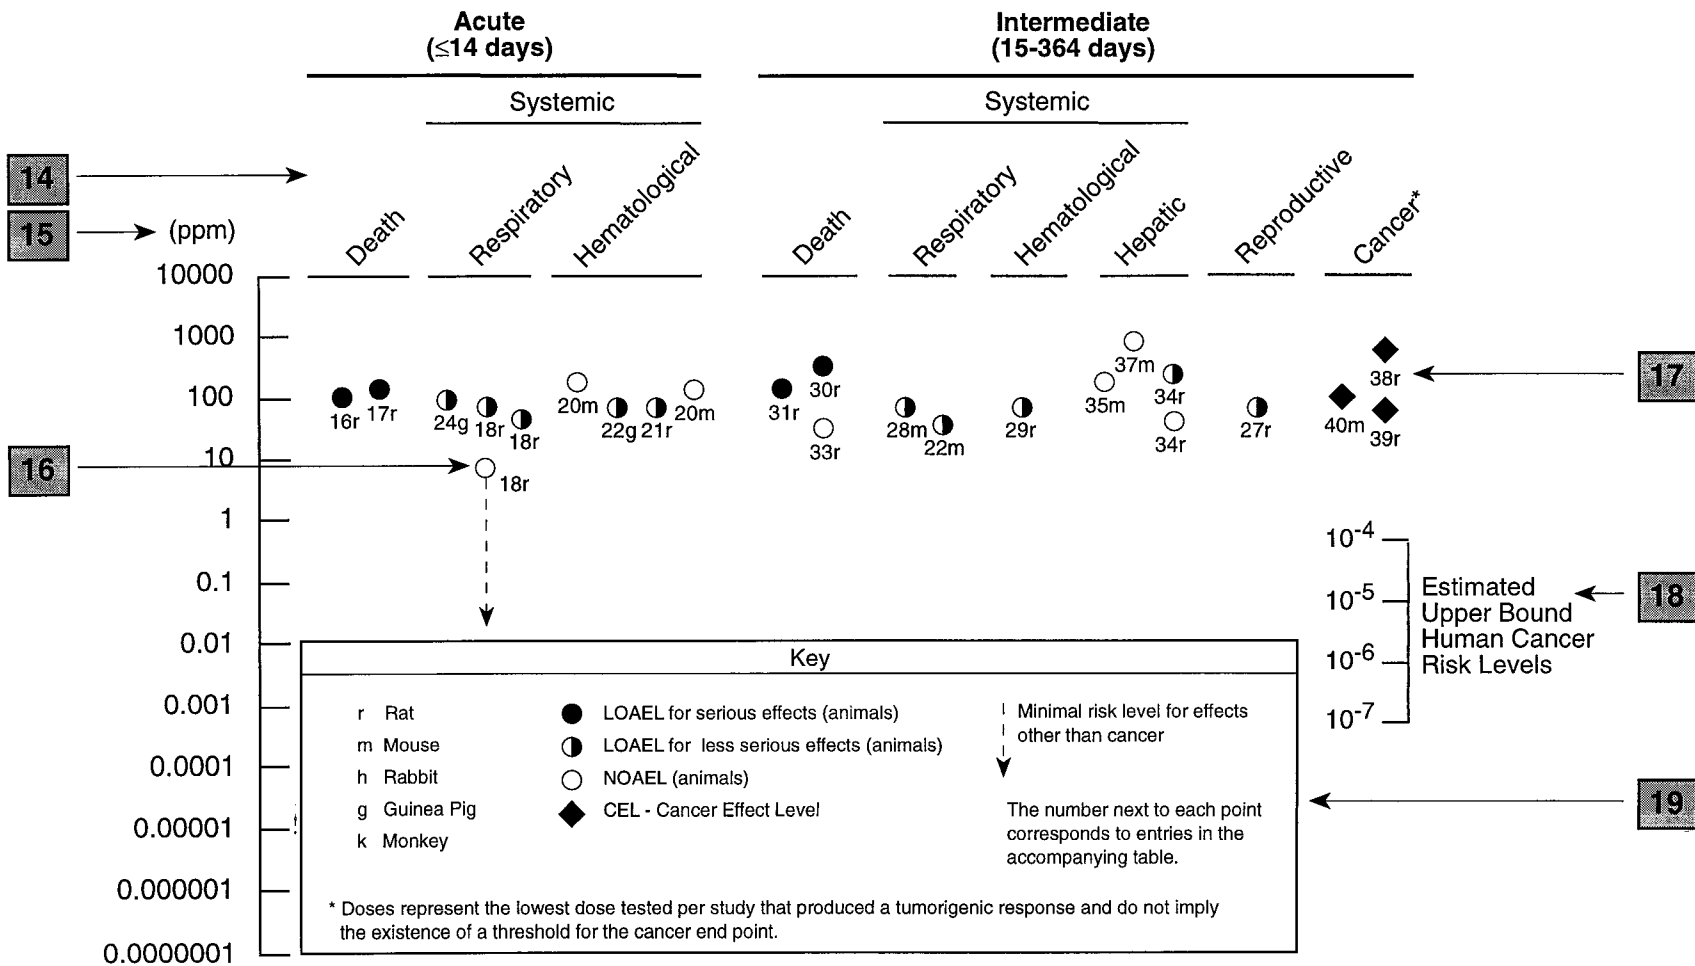 Acute
(≤14 days)
Intermediate
(15-364 days)
Systemic
Systemic
14
15
(ppm)
Death
Respiratory
Hematological
Death
Respiratory
Hematological
Hepatic
Reproductive
Cancer*
10000
1000
100
10
1
0.1
0.01
0.001
0.0001
0.00001
0.000001
0.0000001
16r
17r
24g
18r
18r
18r
20m
22g
21r
20m
31r
30r
33r
28m
22m
29r
35m
37m
34r
34r
27r
40m
38r
39r
16
17
10-4
10-5
10-6
10-7
Estimated
Upper Bound
Human Cancer
Risk Levels
18
19
Key
r Rat
m Mouse
h Rabbit
g Guinea Pig
k Monkey
LOAEL for serious effects (animals)
LOAEL for less serious effects (animals)
NOAEL (animals)
CEL - Cancer Effect Level
Minimal risk level for effects
other than cancer
The number next to each point
corresponds to entries in the
accompanying table.
* Doses represent the lowest dose tested per study that produced a tumorigenic response and do not imply
the existence of a threshold for the cancer end point.